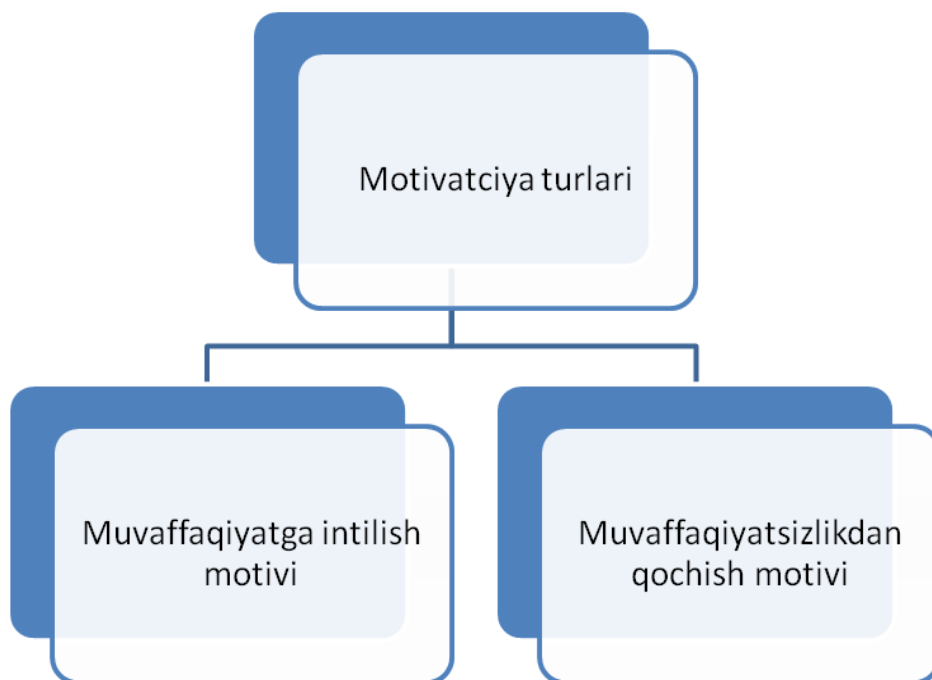 Motivatciya turlari
Muvaffaqiyatga intilish
motivi
Muvaffaqiyatsizlikdan
qochish motivi